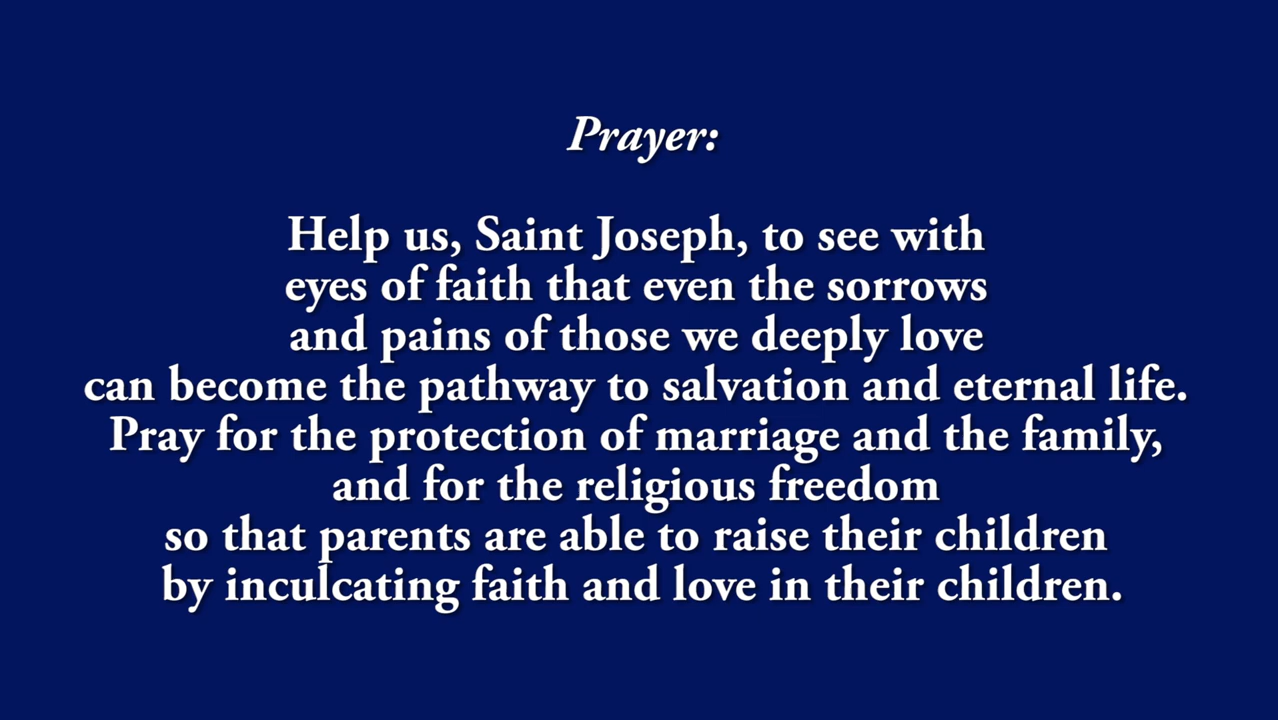 Prayer:
Help us, Saint Joseph, to see with
eyes of faith that even the sorrows
and pains of those we deeply love
can become the pathway to salvation and eternal life.
Pray for the protection of marriage and the family,
and for the religious freedom
so that parents are able to raise their children
by inculcating faith and love in their children.